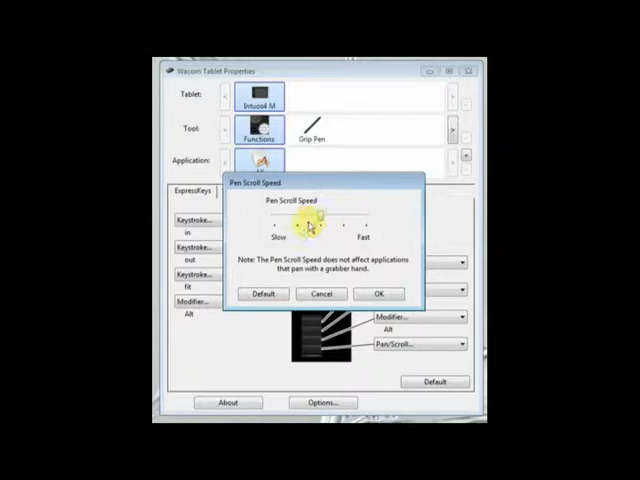 Wacom Tablet Properties
Tablet:
Intuos4 M
Tool:
Functions
Grip Pen
Application:
Pen Scroll Speed
ExpressKeys
Pen Scroll Speed
Keystroke...
in
Slow
Fast
Keystroke...
out
Note: The Pen Scroll Speed does not affect applications
that pan with a grabber hand.
Keystroke...
fit
Default
Cancel
OK
Modifier...
Alt
Modifier...
Alt
Pan/Scroll...
Default
About
Options...